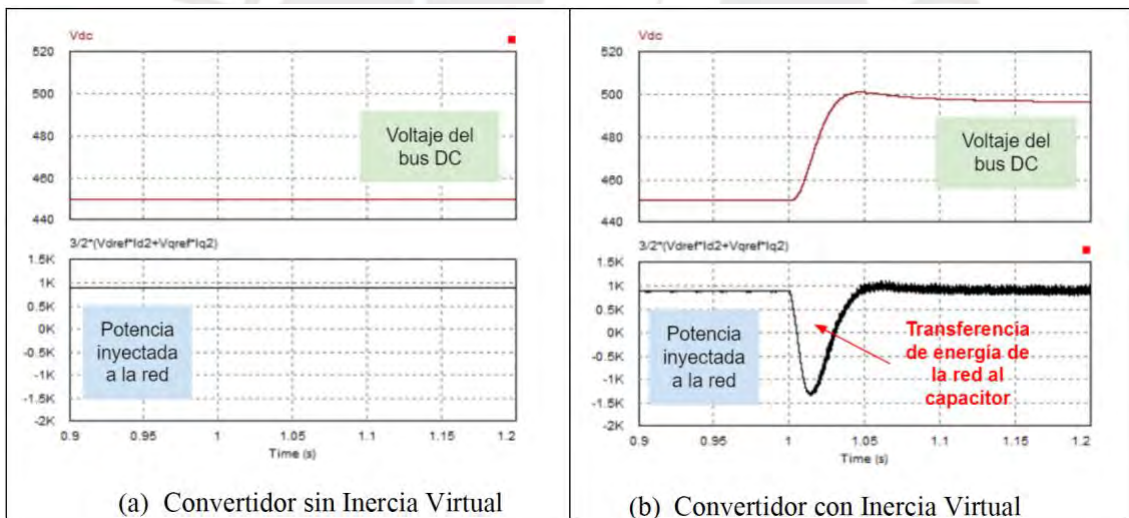 Vdc
520
500
480
460
440
Voltaje del
bus DC
3/2*(Vdref*Id2+Vqref*Iq2)
1.5K
1K
0.5K
0K
-0.5K
-1K
-1.5K
-2K
Potencia
inyectada
a la red
0.9
0.95
1
1.05
1.1
1.15
1.2
Time (s)
(a) Convertidor sin Inercia Virtual
Vdc
520
500
480
460
440
Voltaje del
bus DC
3/2*(Vdref*Id2+Vqref*Iq2)
1.5K
1K
0.5K
0K
-0.5K
-1K
-1.5K
-2K
Potencia
inyectada
a la red
Transferencia
de energía de
la red al
capacitor
0.9
0.95
1
1.05
1.1
1.15
1.2
Time (s)
(b) Convertidor con Inercia Virtual